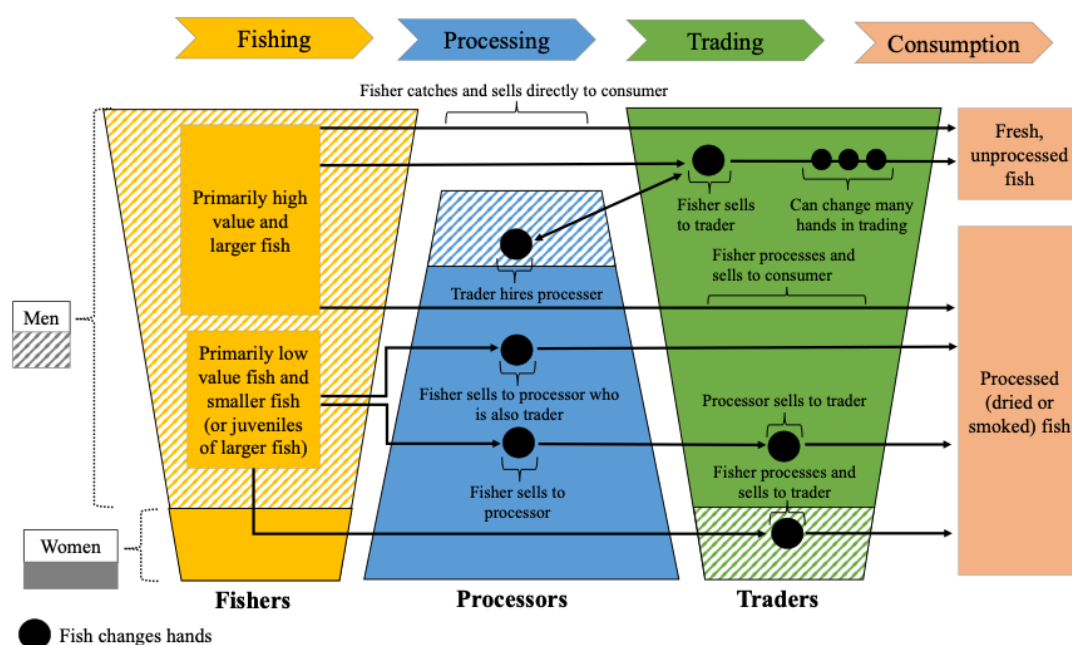 Fishing
Processing
Trading
Consumption
Fisher catches and sells directly to consumer
Primarily high
value and
larger fish
Fresh,
unprocessed
fish
Fisher sells
to trader
Can change many
hands in trading
Trader hires processer
Fisher processes and
sells to consumer
Men
Primarily low
value fish and
smaller fish
(or juveniles
of larger fish)
Fisher sells to processor who
is also trader
Processor sells to trader
Processed
(dried or
smoked) fish
Fisher sells to
processor
Fisher processes and
sells to trader
Women
Fishers
Processors
Traders
Fish changes hands